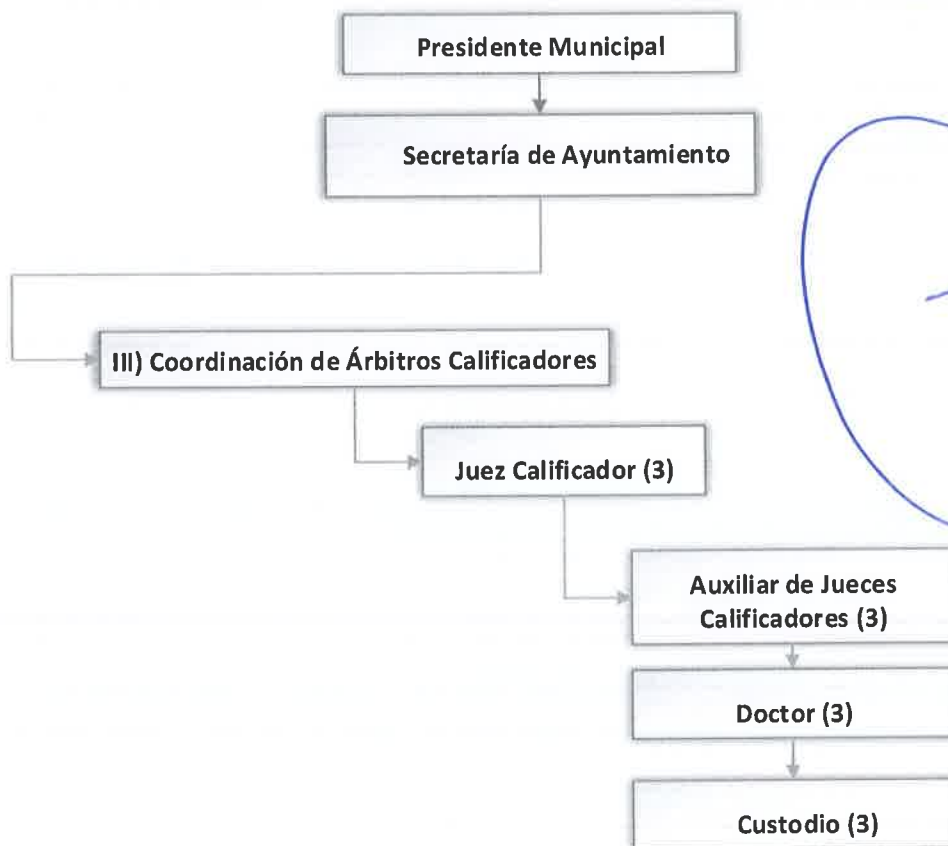 Presidente Municipal
Secretaría de Ayuntamiento
III) Coordinación de Árbitros Calificadores
Juez Calificador (3)
Auxiliar de Jueces
Calificadores (3)
Doctor (3)
Custodio (3)